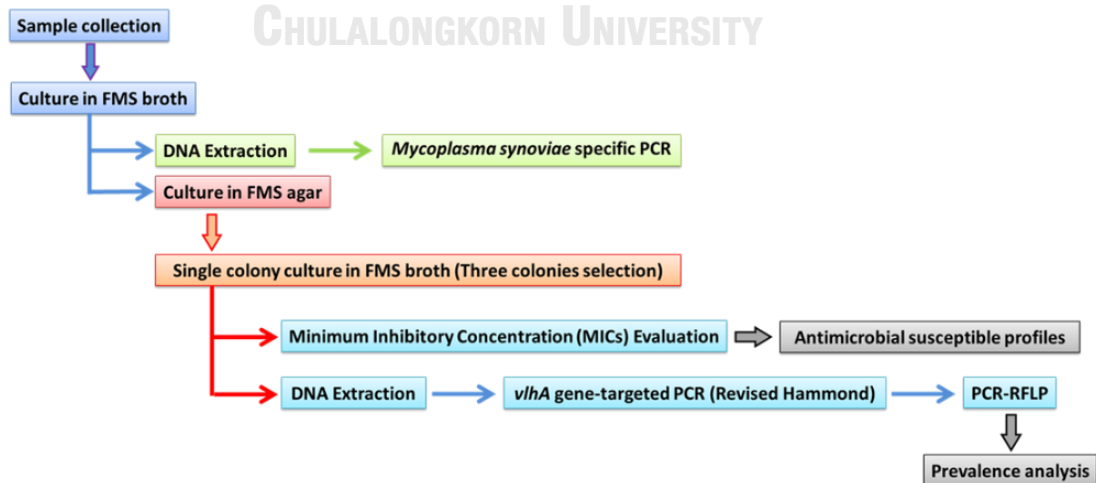 CHULALONGKORN UNIVERSITY
Sample collection
Culture in FMS broth
DNA Extraction
Mycoplasma synoviae specific PCR
Culture in FMS agar
Single colony culture in FMS broth (Three colonies selection)
Minimum Inhibitory Concentration (MICs) Evaluation
Antimicrobial susceptible profiles
DNA Extraction
vlhA gene-targeted PCR (Revised Hammond)
PCR-RFLP
Prevalence analysis